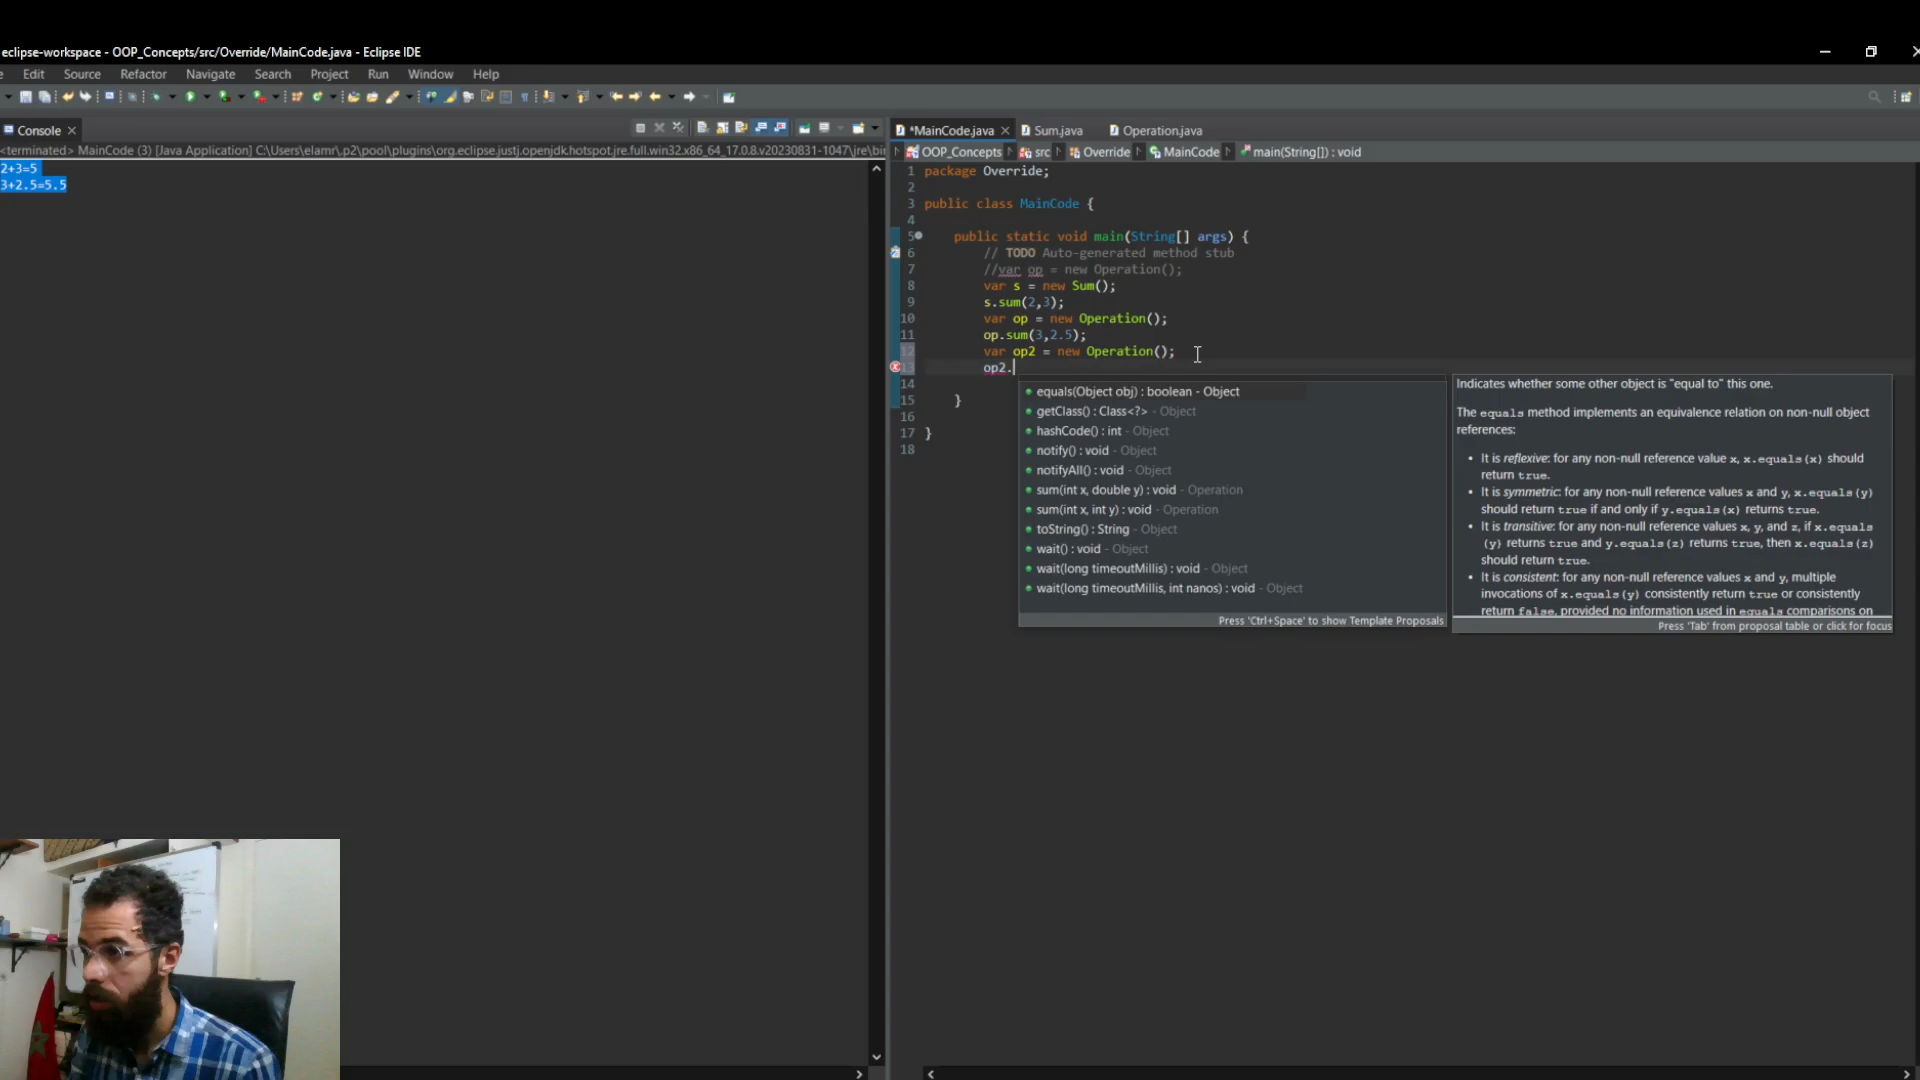 eclipse-workspace - OOP_Concepts/src/Override/MainCode.java - Eclipse IDE
e Edit Source Refactor Navigate Search Project Run Window Help
Console
<terminated> MainCode (3) [Java Application] C:\Users\elamr\.p2\pool\plugins\org.eclipse.justj.openjdk.hotspot.jre.full.win32.x86_64_17.0.8.v20230831-1047\jre\bin
2+3=5
3+2.5=5.5
*MainCode.java Sum.java Operation.java
OOP_Concepts src Override MainCode main(String[]) : void
1 package Override;
2
3 public class MainCode {
4
5 public static void main(String[] args) {
6 // TODO Auto-generated method stub
7 //var op = new Operation();
8 var s = new Sum();
9 s.sum(2,3);
10 var op = new Operation();
11 op.sum(3,2.5);
12 var op2 = new Operation();
13 op2.
14
15 }
16
17 }
18
equals(Object obj) : boolean - Object
getClass() : Class<?> - Object
hashCode() : int - Object
notify() : void - Object
notifyAll() : void - Object
sum(int x, double y) : void - Operation
sum(int x, int y) : void - Operation
toString() : String - Object
wait() : void - Object
wait(long timeoutMillis) : void - Object
wait(long timeoutMillis, int nanos) : void - Object
Press 'Ctrl+Space' to show Template Proposals
Indicates whether some other object is "equal to" this one.
The equals method implements an equivalence relation on non-null object
references:
• It is reflexive: for any non-null reference value x, x.equals(x) should
return true.
• It is symmetric: for any non-null reference values x and y, x.equals(y)
should return true if and only if y.equals(x) returns true.
• It is transitive: for any non-null reference values x, y, and z, if x.equals
(y) returns true and y.equals(z) returns true, then x.equals(z)
should return true.
• It is consistent: for any non-null reference values x and y, multiple
invocations of x.equals(y) consistently return true or consistently
return false, provided no information used in equals comparisons on
Press 'Tab' from proposal table or click for focus